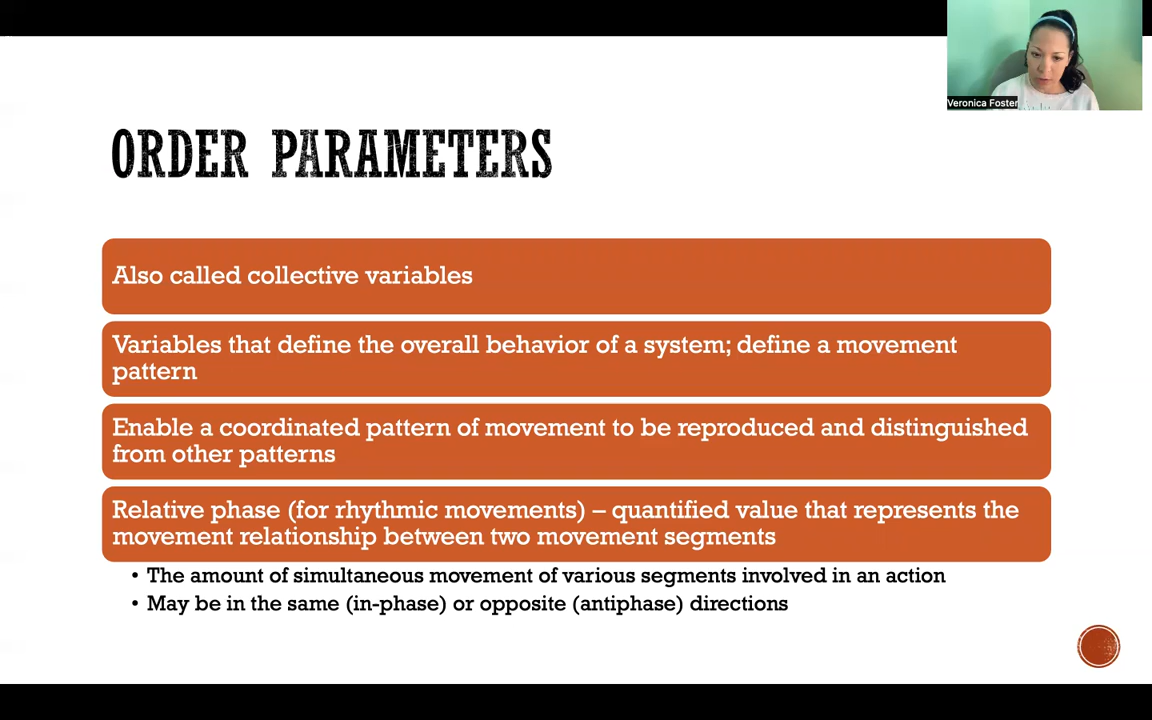 Veronica Foster
ORDER PARAMETERS
Also called collective variables
Variables that define the overall behavior of a system; define a movement
pattern
Enable a coordinated pattern of movement to be reproduced and distinguished
from other patterns
Relative phase (for rhythmic movements) – quantified value that represents the
movement relationship between two movement segments
• The amount of simultaneous movement of various segments involved in an action
• May be in the same (in-phase) or opposite (antiphase) directions